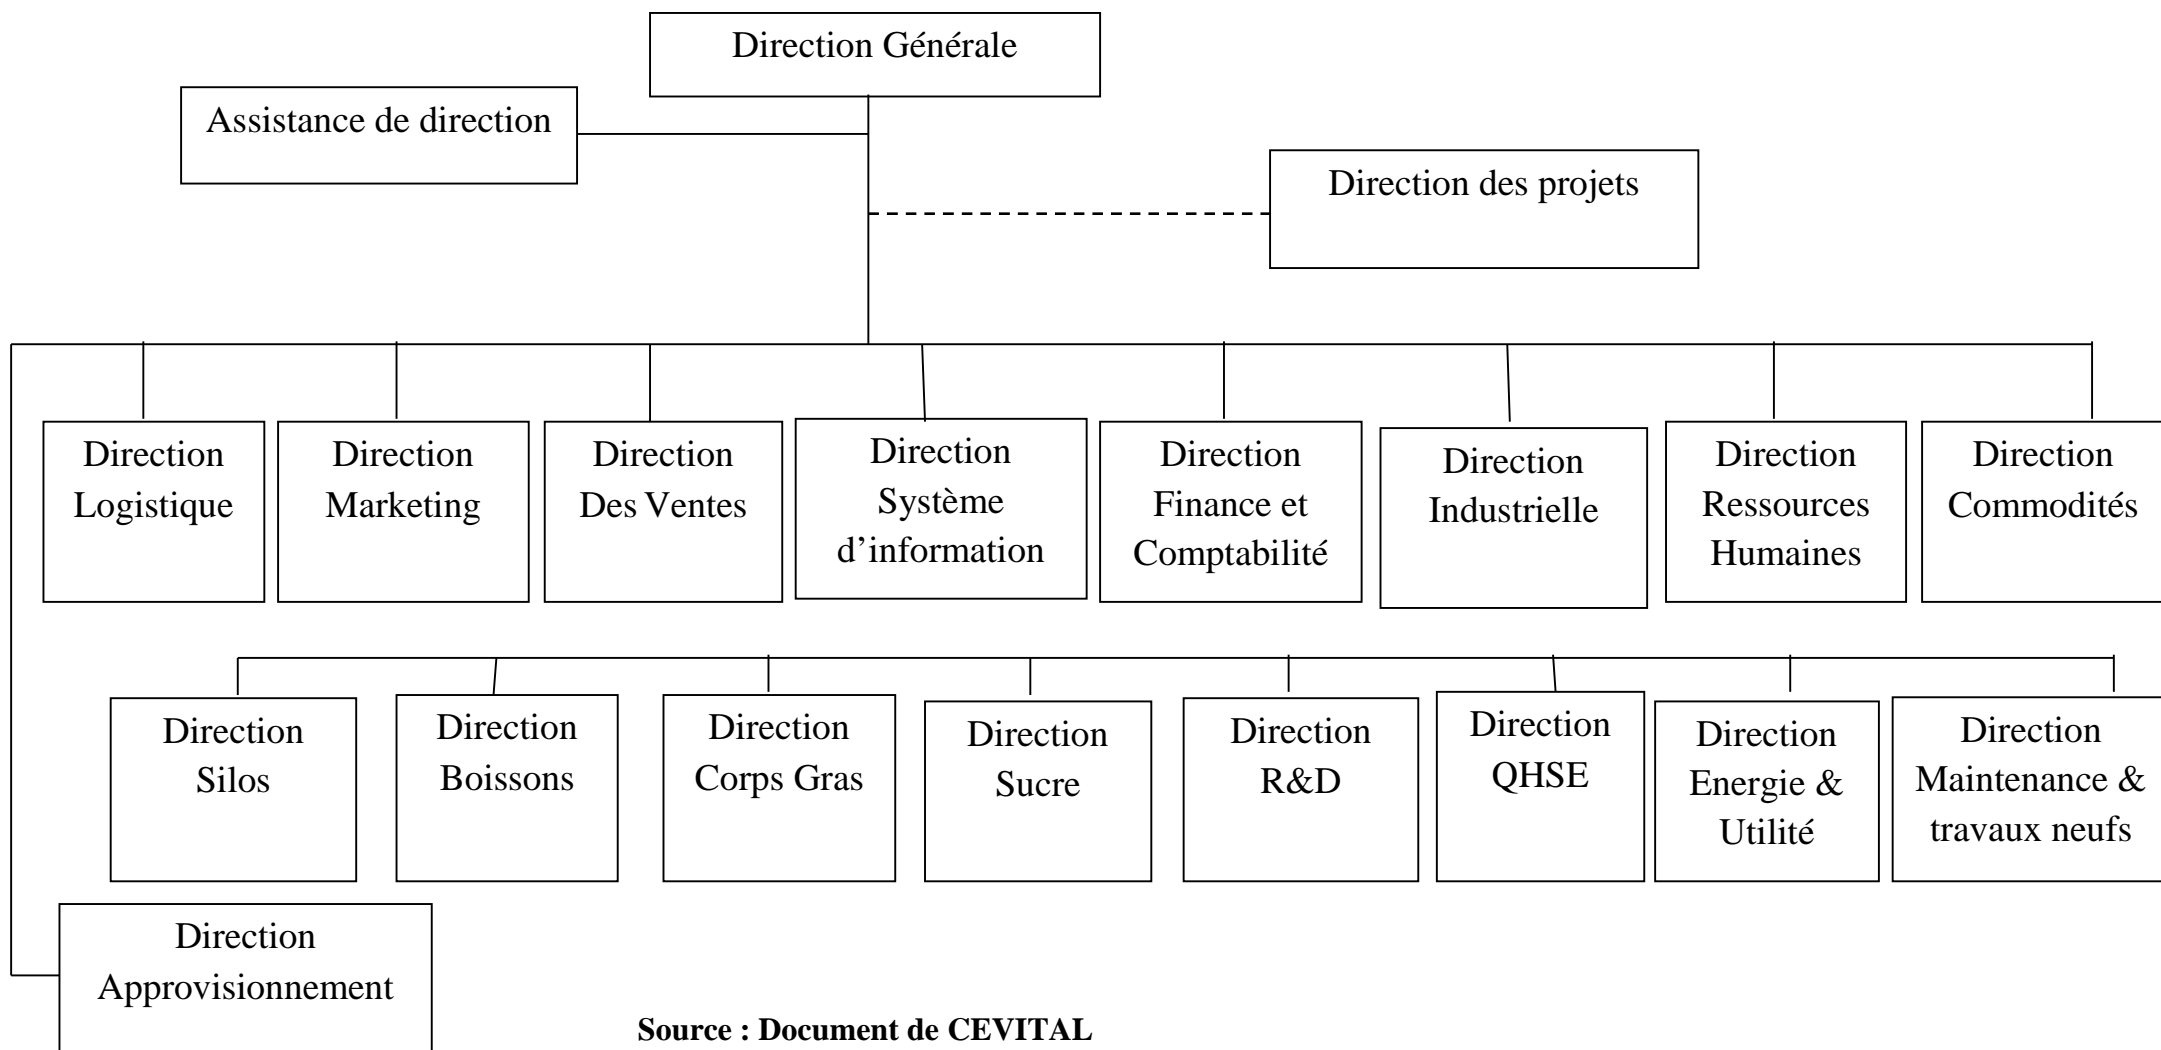 Direction Générale
Assistance de direction
Direction des projets
Direction
Logistique
Direction
Marketing
Direction
Des Ventes
Direction
Système
d’information
Direction
Finance et
Comptabilité
Direction
Industrielle
Direction
Ressources
Humaines
Direction
Commodités
Direction
Silos
Direction
Boissons
Direction
Corps Gras
Direction
Sucre
Direction
R&D
Direction
QHSE
Direction
Energie &
Utilité
Direction
Maintenance &
travaux neufs
Direction
Approvisionnement
Source : Document de CEVITAL